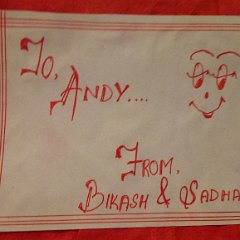 To,
Andy....
From,
Bikash & Sadha